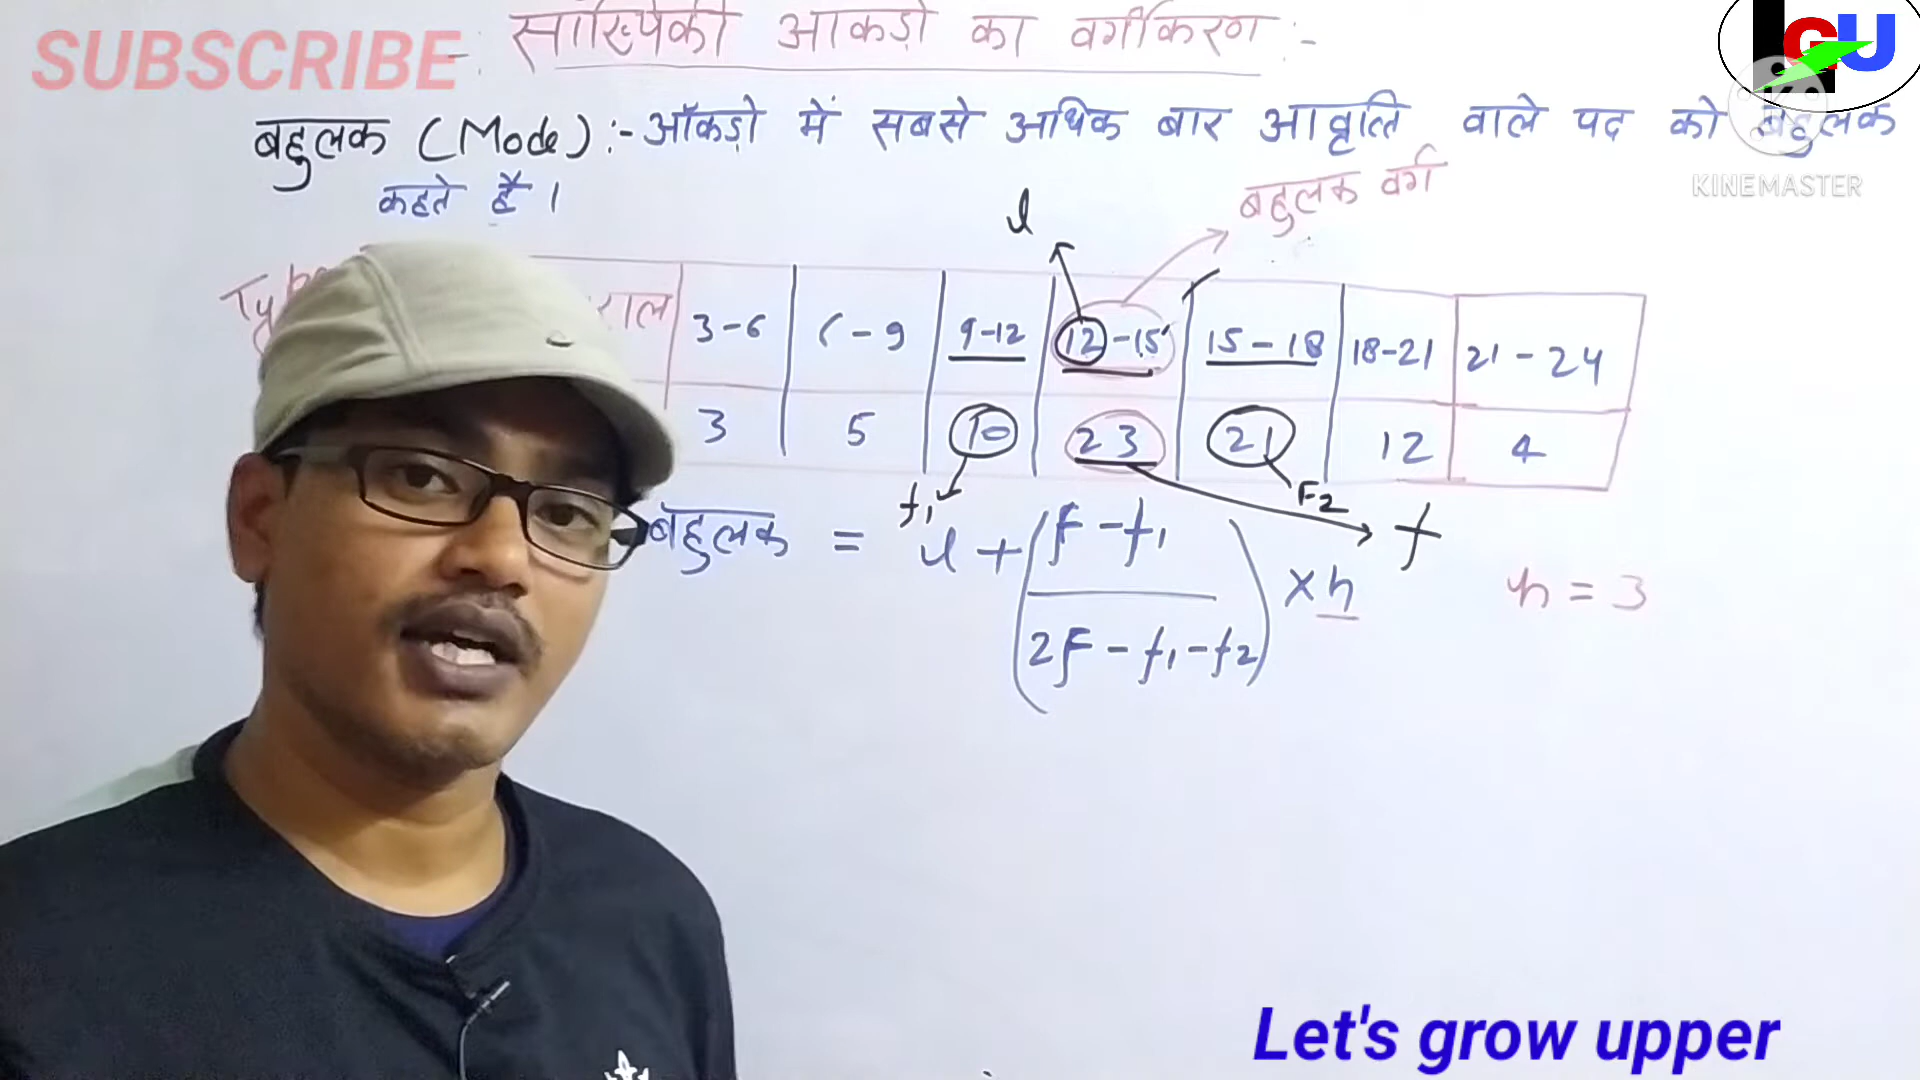 SUBSCRIBE
-: सांख्यिकी आकड़ो का वर्गीकरण :-
GU
बहुलक (Mode) :- आँकड़ो में सबसे अधिक बार आवृत्ति वाले पद को बहुलक
कहते है ।
KINEMASTER
l
बहुलक वर्ग
3-6 6-9 9-12 12-15 15-18 18-21 21-24
3 5 10 23 21 12 4
f₁ F2 f
बहुलक = l + (f - f₁ / 2f - f₁ - f2) × h
h = 3
Let's grow upper